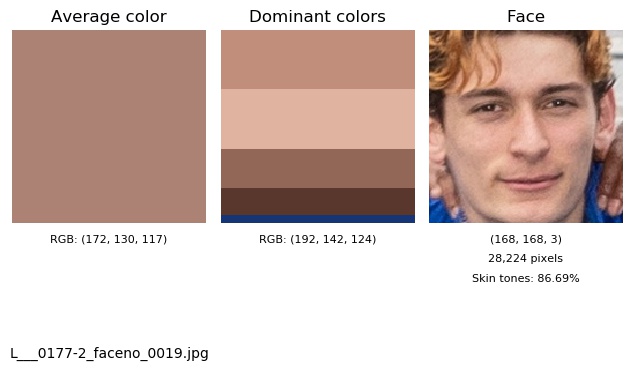 Average color
Dominant colors
Face
RGB: (172, 130, 117)
RGB: (192, 142, 124)
(168, 168, 3)
28,224 pixels
Skin tones: 86.69%
L___0177-2_faceno_0019.jpg